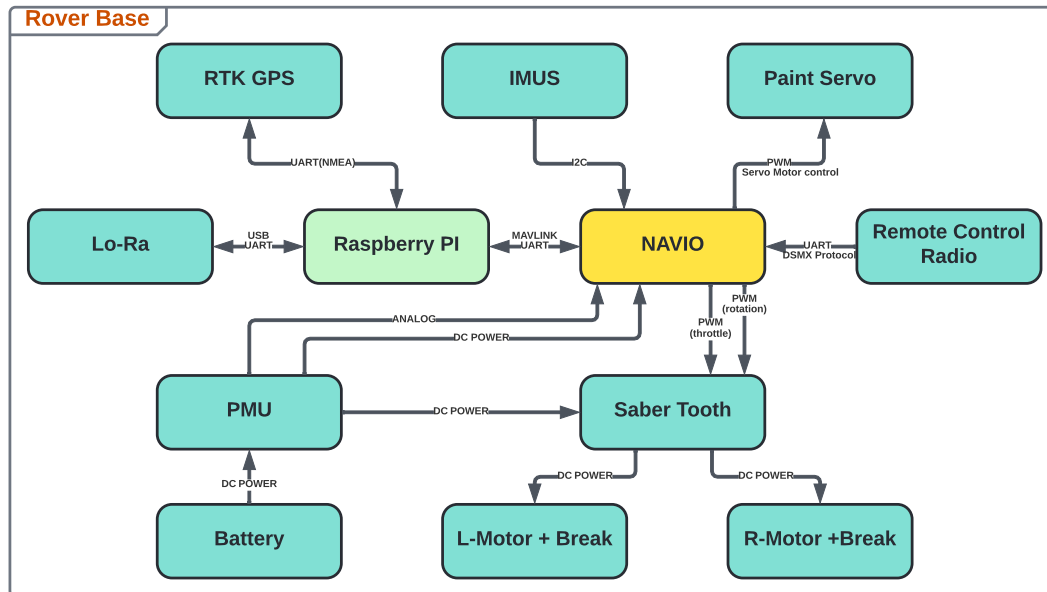 Rover Base
RTK GPS
IMUS
Paint Servo
UART(NMEA)
I2C
PWM
Servo Motor control
Lo-Ra
USB
UART
Raspberry PI
MAVLINK
UART
NAVIO
UART
DSMX Protocol
Remote Control
Radio
ANALOG
DC POWER
PWM
(throttle)
PWM
(rotation)
PMU
DC POWER
Saber Tooth
DC POWER
DC POWER
DC POWER
Battery
L-Motor + Break
R-Motor +Break